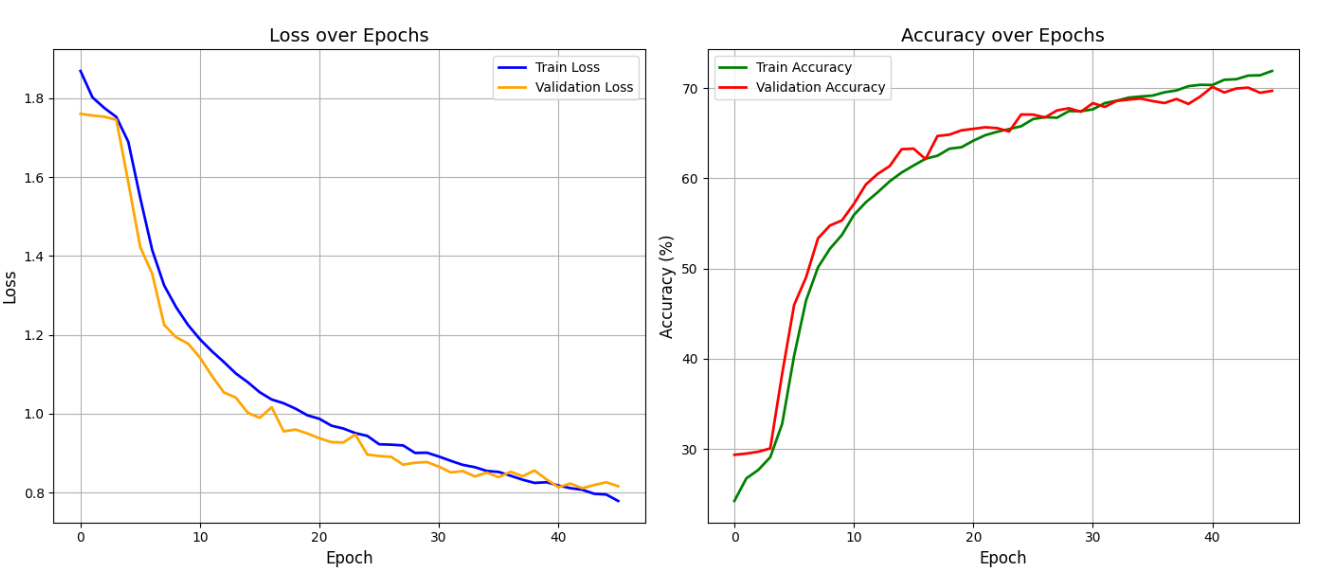 Loss over Epochs
Train Loss
Validation Loss
1.8
1.6
1.4
1.2
1.0
0.8
Loss
0 10 20 30 40
Epoch
Accuracy over Epochs
Train Accuracy
Validation Accuracy
70
60
50
40
30
Accuracy (%)
0 10 20 30 40
Epoch